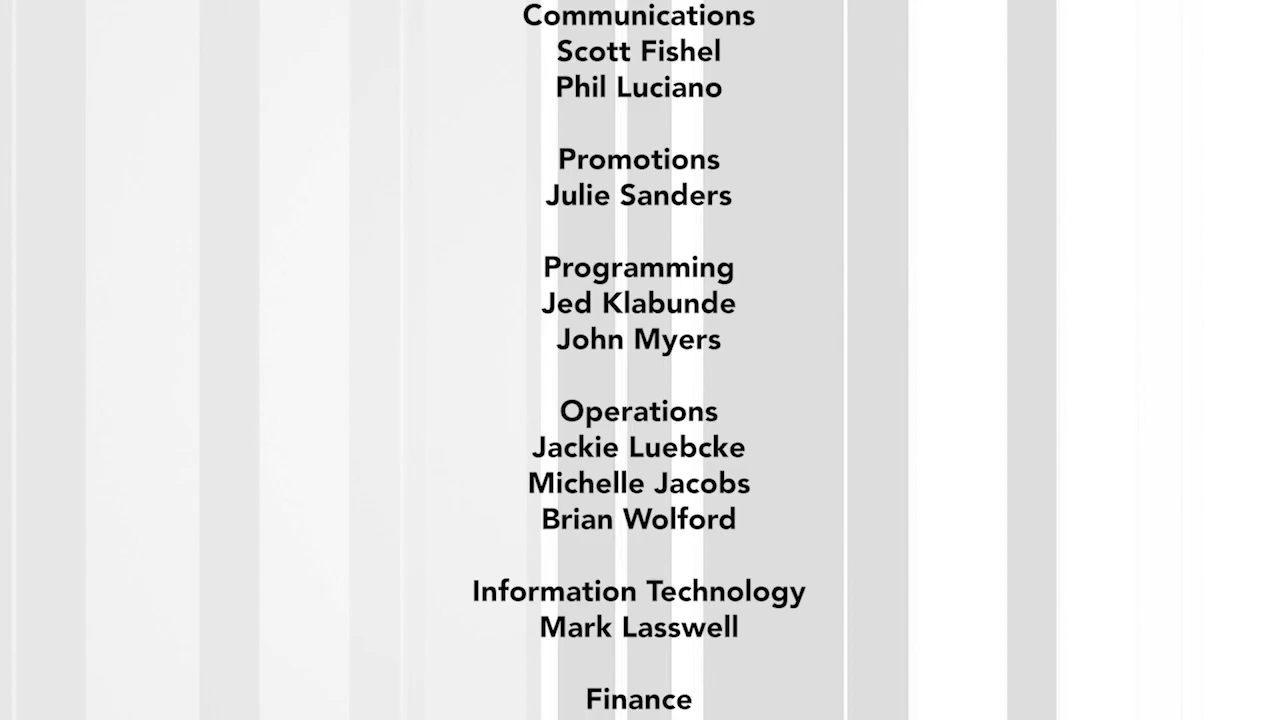 Communications
Scott Fishel
Phil Luciano
Promotions
Julie Sanders
Programming
Jed Klabunde
John Myers
Operations
Jackie Luebcke
Michelle Jacobs
Brian Wolford
Information Technology
Mark Lasswell
Finance